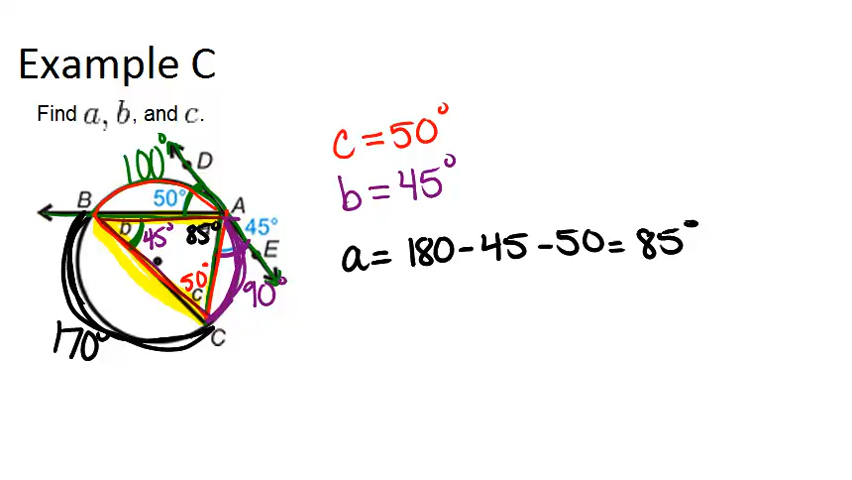 Example C
Find a, b, and c.
c = 50°
100°
D
b = 45°
B
50°
A
45°
b
45°
85°
a = 180 - 45 - 50 = 85°
E
50°
c
90°
C
170°